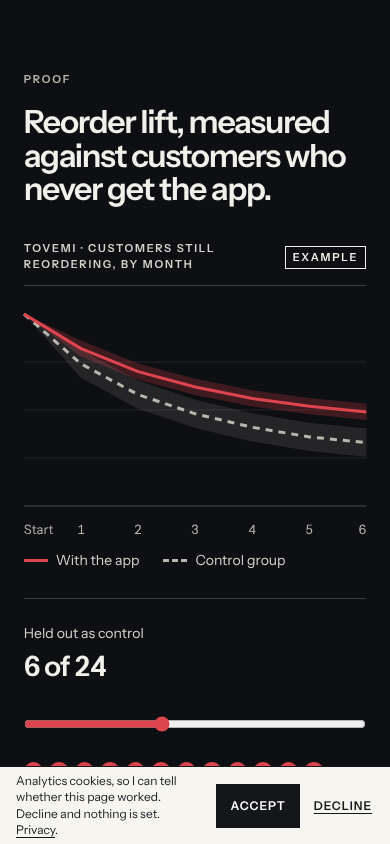 PROOF
Reorder lift, measured
against customers who
never get the app.
TOVEMI · CUSTOMERS STILL
REORDERING, BY MONTH
EXAMPLE
Start 1 2 3 4 5 6
With the app Control group
Held out as control
6 of 24
Analytics cookies, so I can tell
whether this page worked.
Decline and nothing is set.
Privacy.
ACCEPT
DECLINE